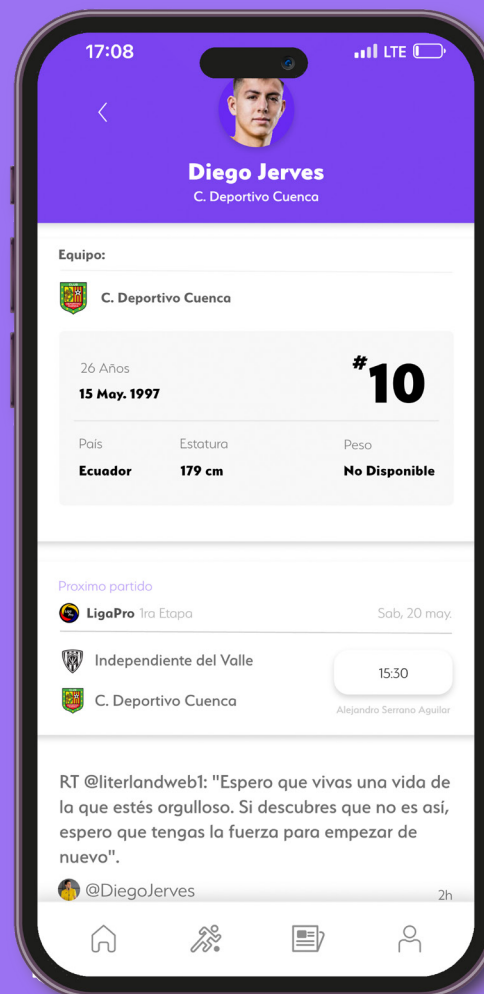 17:08
LTE
Diego Jerves
C. Deportivo Cuenca
Equipo:
C. Deportivo Cuenca
26 Años
15 May. 1997
#10
País Estatura Peso
Ecuador 179 cm No Disponible
Proximo partido
LigaPro 1ra Etapa Sab, 20 may.
Independiente del Valle
15:30
C. Deportivo Cuenca
Alejandro Serrano Aguilar
RT @literlandweb1: "Espero que vivas una vida de
la que estés orgulloso. Si descubres que no es así,
espero que tengas la fuerza para empezar de
nuevo".
@DiegoJerves 2h